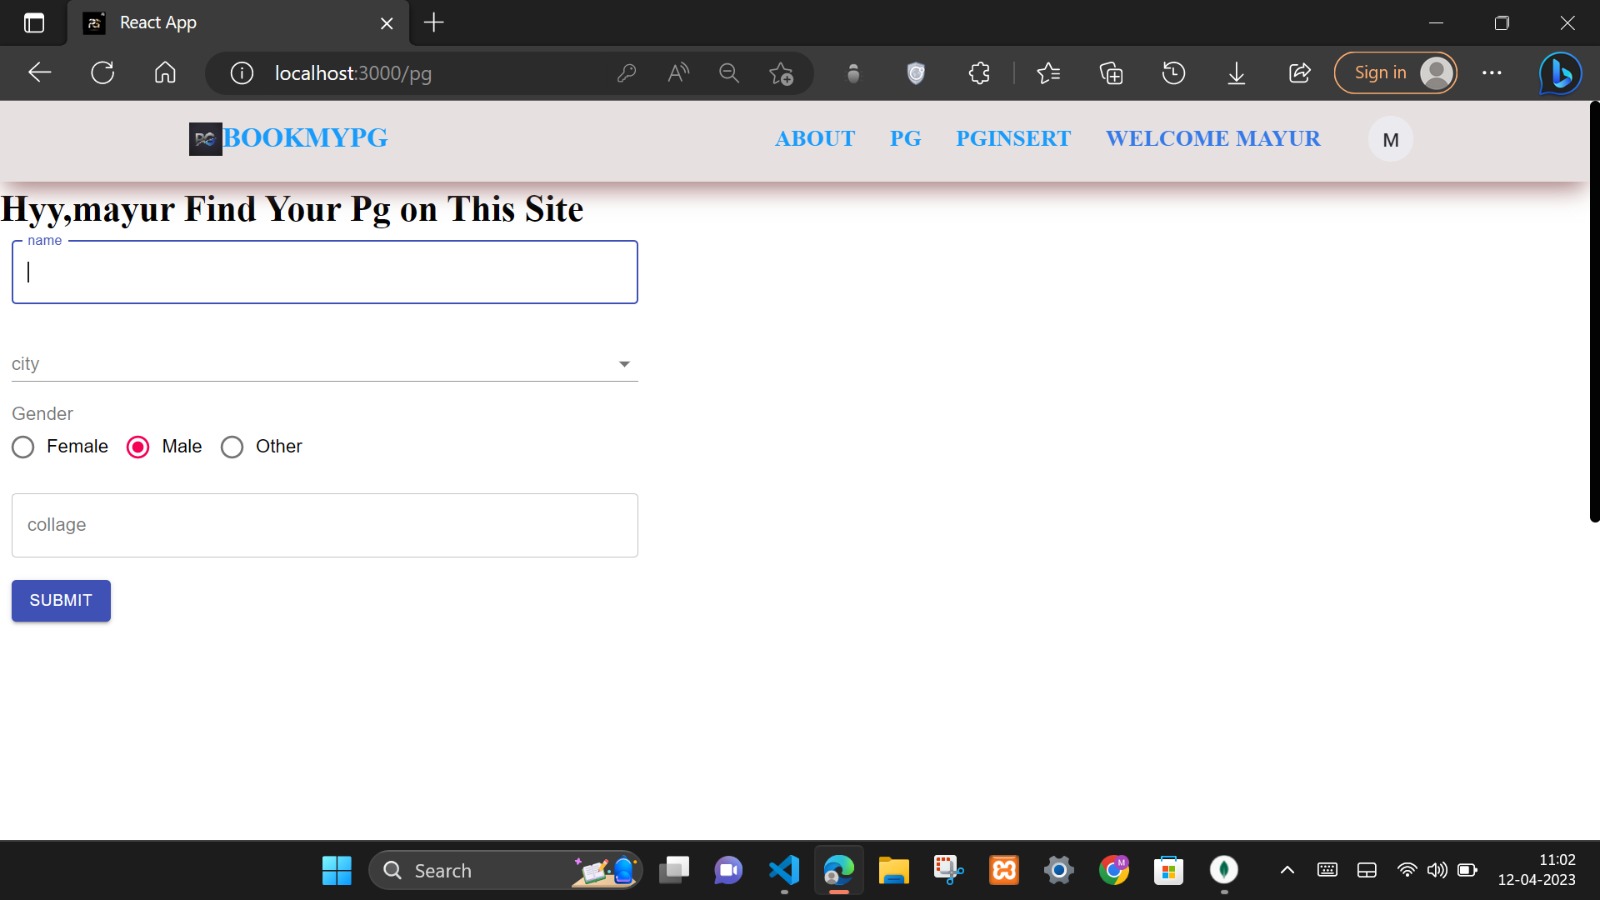 React App
localhost:3000/pg
Sign in
PG BOOKMYPG
ABOUT PG PGINSERT WELCOME MAYUR M
Hyy,mayur Find Your Pg on This Site
name
city
Gender
Female Male Other
collage
SUBMIT
Search
11:02
12-04-2023